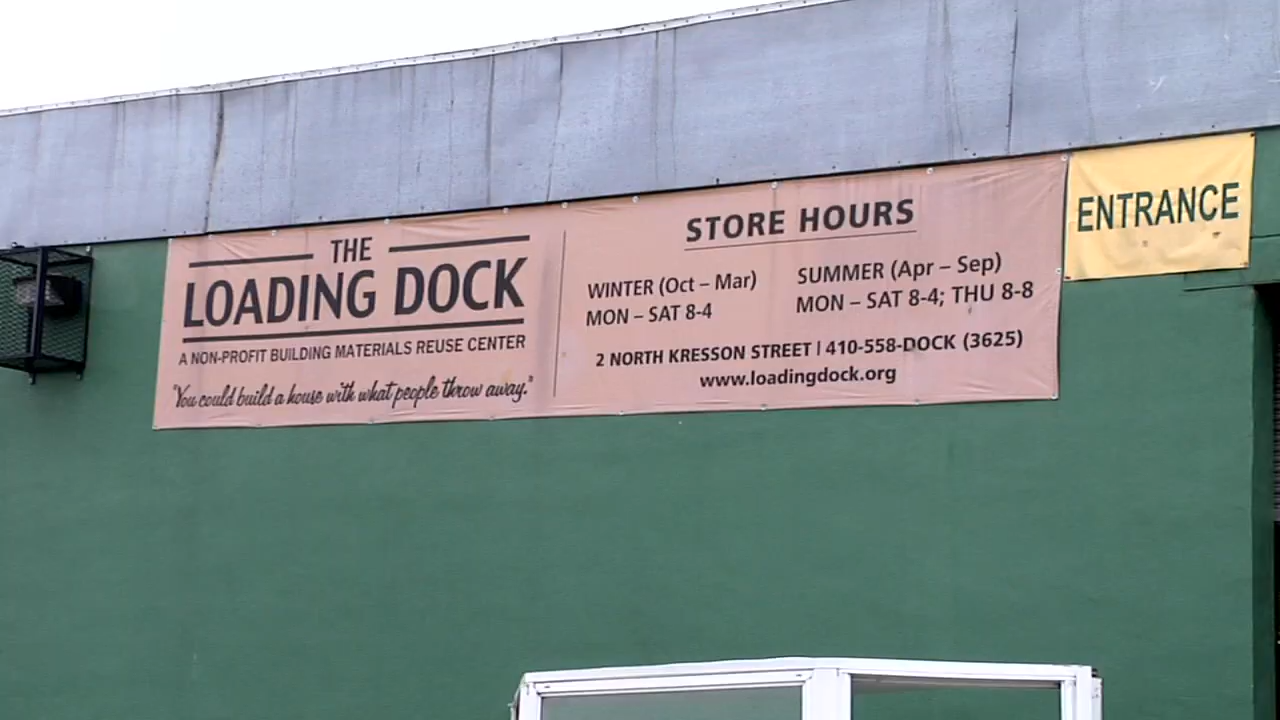 THE
LOADING DOCK
A NON-PROFIT BUILDING MATERIALS REUSE CENTER
"You could build a house with what people throw away."
STORE HOURS
WINTER (Oct – Mar)
MON – SAT 8-4
SUMMER (Apr – Sep)
MON – SAT 8-4; THU 8-8
2 NORTH KRESSON STREET | 410-558-DOCK (3625)
www.loadingdock.org
ENTRANCE